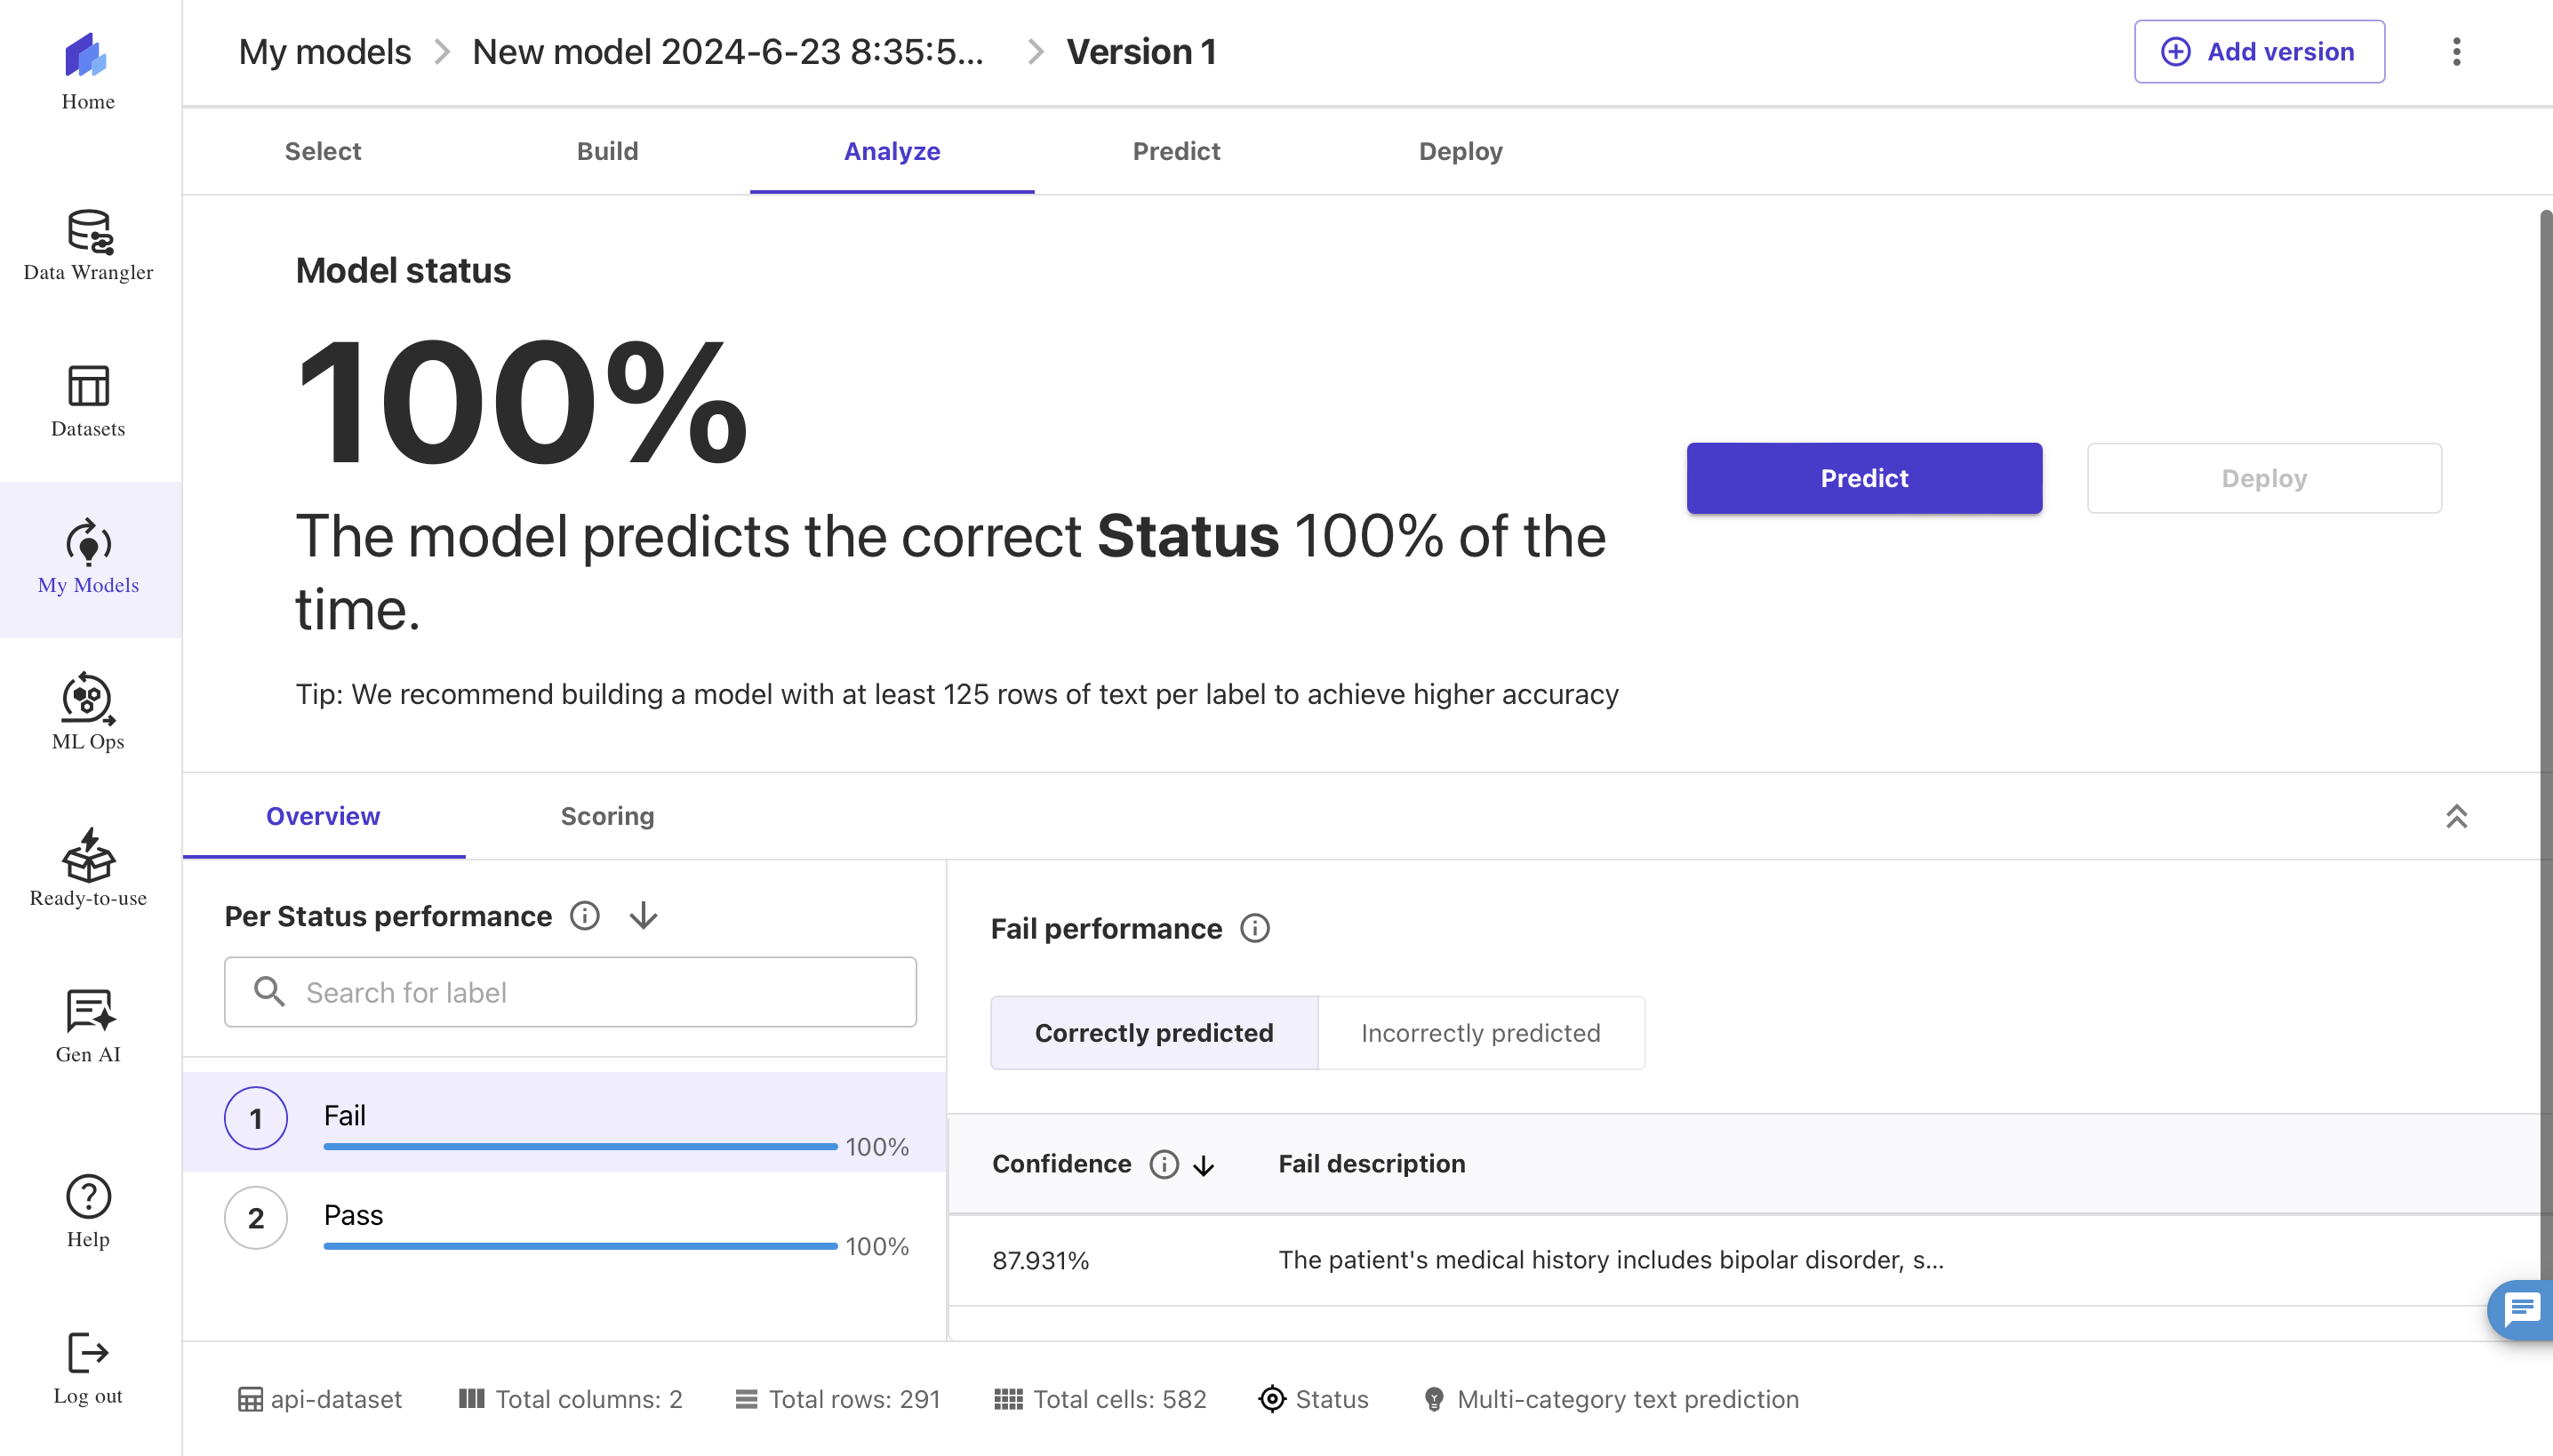 Home
Data Wrangler
Datasets
My Models
ML Ops
Ready-to-use
Gen AI
Help
Log out
My models > New model 2024-6-23 8:35:5... > Version 1
Add version
Select Build Analyze Predict Deploy
Model status
100%
The model predicts the correct Status 100% of the
time.
Tip: We recommend building a model with at least 125 rows of text per label to achieve higher accuracy
Predict Deploy
Overview Scoring
Per Status performance
Search for label
1 Fail
100%
2 Pass
100%
Fail performance
Correctly predicted Incorrectly predicted
Confidence Fail description
87.931% The patient's medical history includes bipolar disorder, s...
api-dataset Total columns: 2 Total rows: 291 Total cells: 582 Status Multi-category text prediction